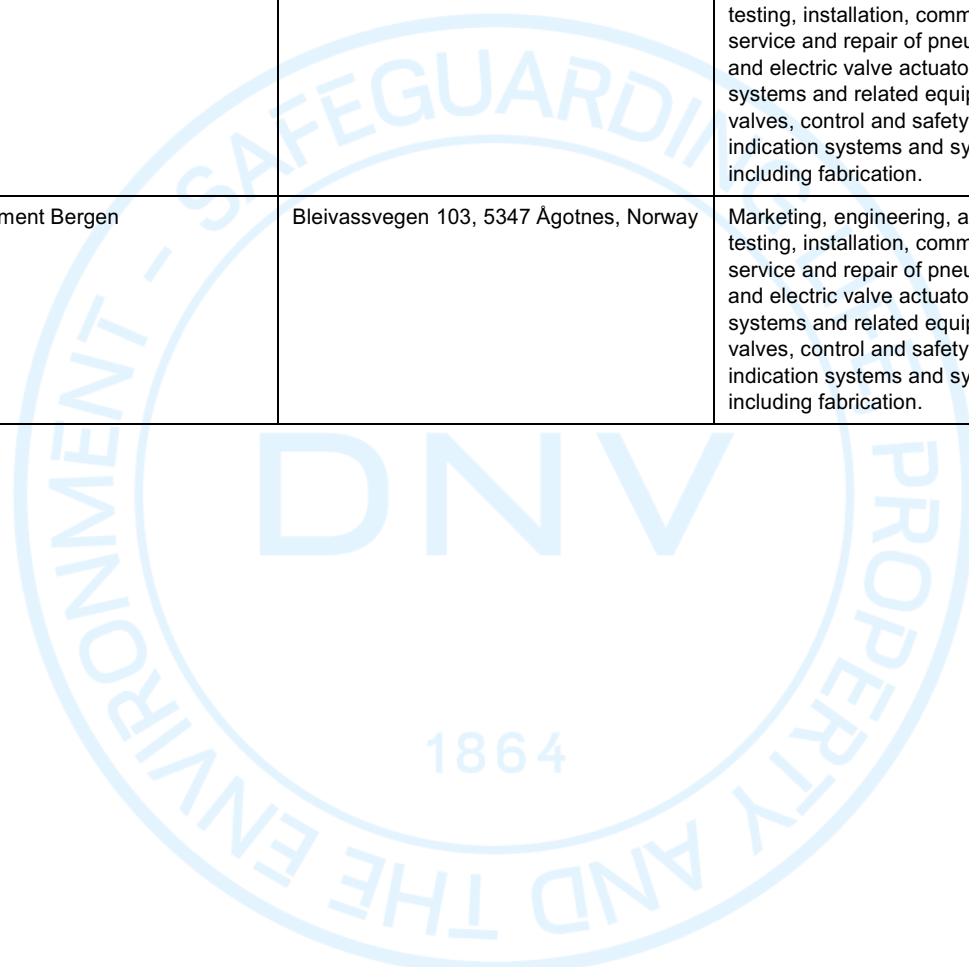 testing, installation, comm
service and repair of pneu
and electric valve actuato
systems and related equip
valves, control and safety
indication systems and sy
including fabrication.
ment Bergen
Bleivassvegen 103, 5347 Ågotnes, Norway
Marketing, engineering, a
testing, installation, comm
service and repair of pneu
and electric valve actuato
systems and related equip
valves, control and safety
indication systems and sy
including fabrication.
SAFEGUARDING LIFE PROPERTY AND THE ENVIRONMENT -
DNV
1864